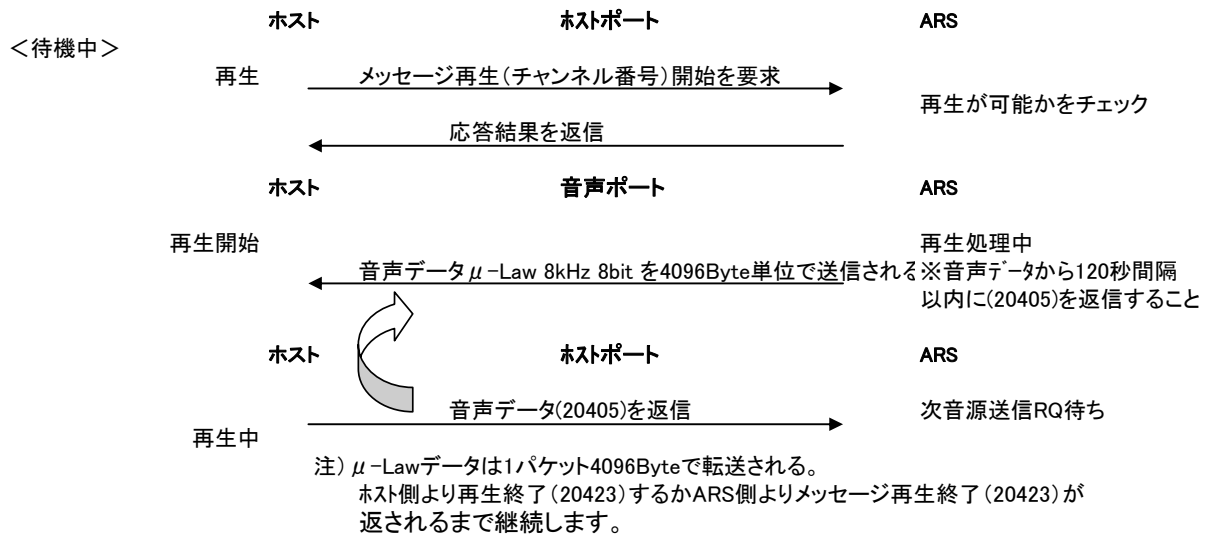 ホスト ホストポート ARS
＜待機中＞
再生 メッセージ再生（チャンネル番号）開始を要求
再生が可能かをチェック
応答結果を返信
ホスト 音声ポート ARS
再生開始 再生処理中
音声データμ-Law 8kHz 8bit を4096Byte単位で送信される ※音声ﾃﾞｰﾀから120秒間隔
以内に(20405)を返信すること
ホスト ﾎｽﾄポート ARS
音声データ(20405)を返信 次音源送信RQ待ち
再生中
注）μ-Lawデータは1パケット4096Byteで転送される。
ﾎｽﾄ側より再生終了（20423）するかARS側よりメッセージ再生終了（20423）が
返されるまで継続します。